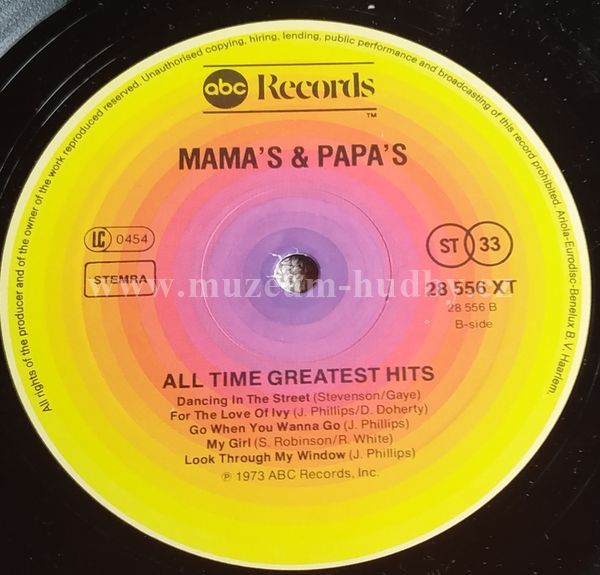 All rights of the producer and of the owner of the work reproduced reserved. Unauthorised copying, hiring, lending, public performance and broadcasting of this record prohibited. Ariola-Eurodisc-Benelux B. V. Haarlem.
abc Records
TM
MAMA'S & PAPA'S
LC 0454
ST 33
STEMRA
28 556 XT
28 556 B
B-side
ALL TIME GREATEST HITS
Dancing In The Street (Stevenson/Gaye)
For The Love Of Ivy (J. Phillips/D. Doherty)
Go When You Wanna Go (J. Phillips)
My Girl (S. Robinson/R. White)
Look Through My Window (J. Phillips)
℗ 1973 ABC Records, Inc.